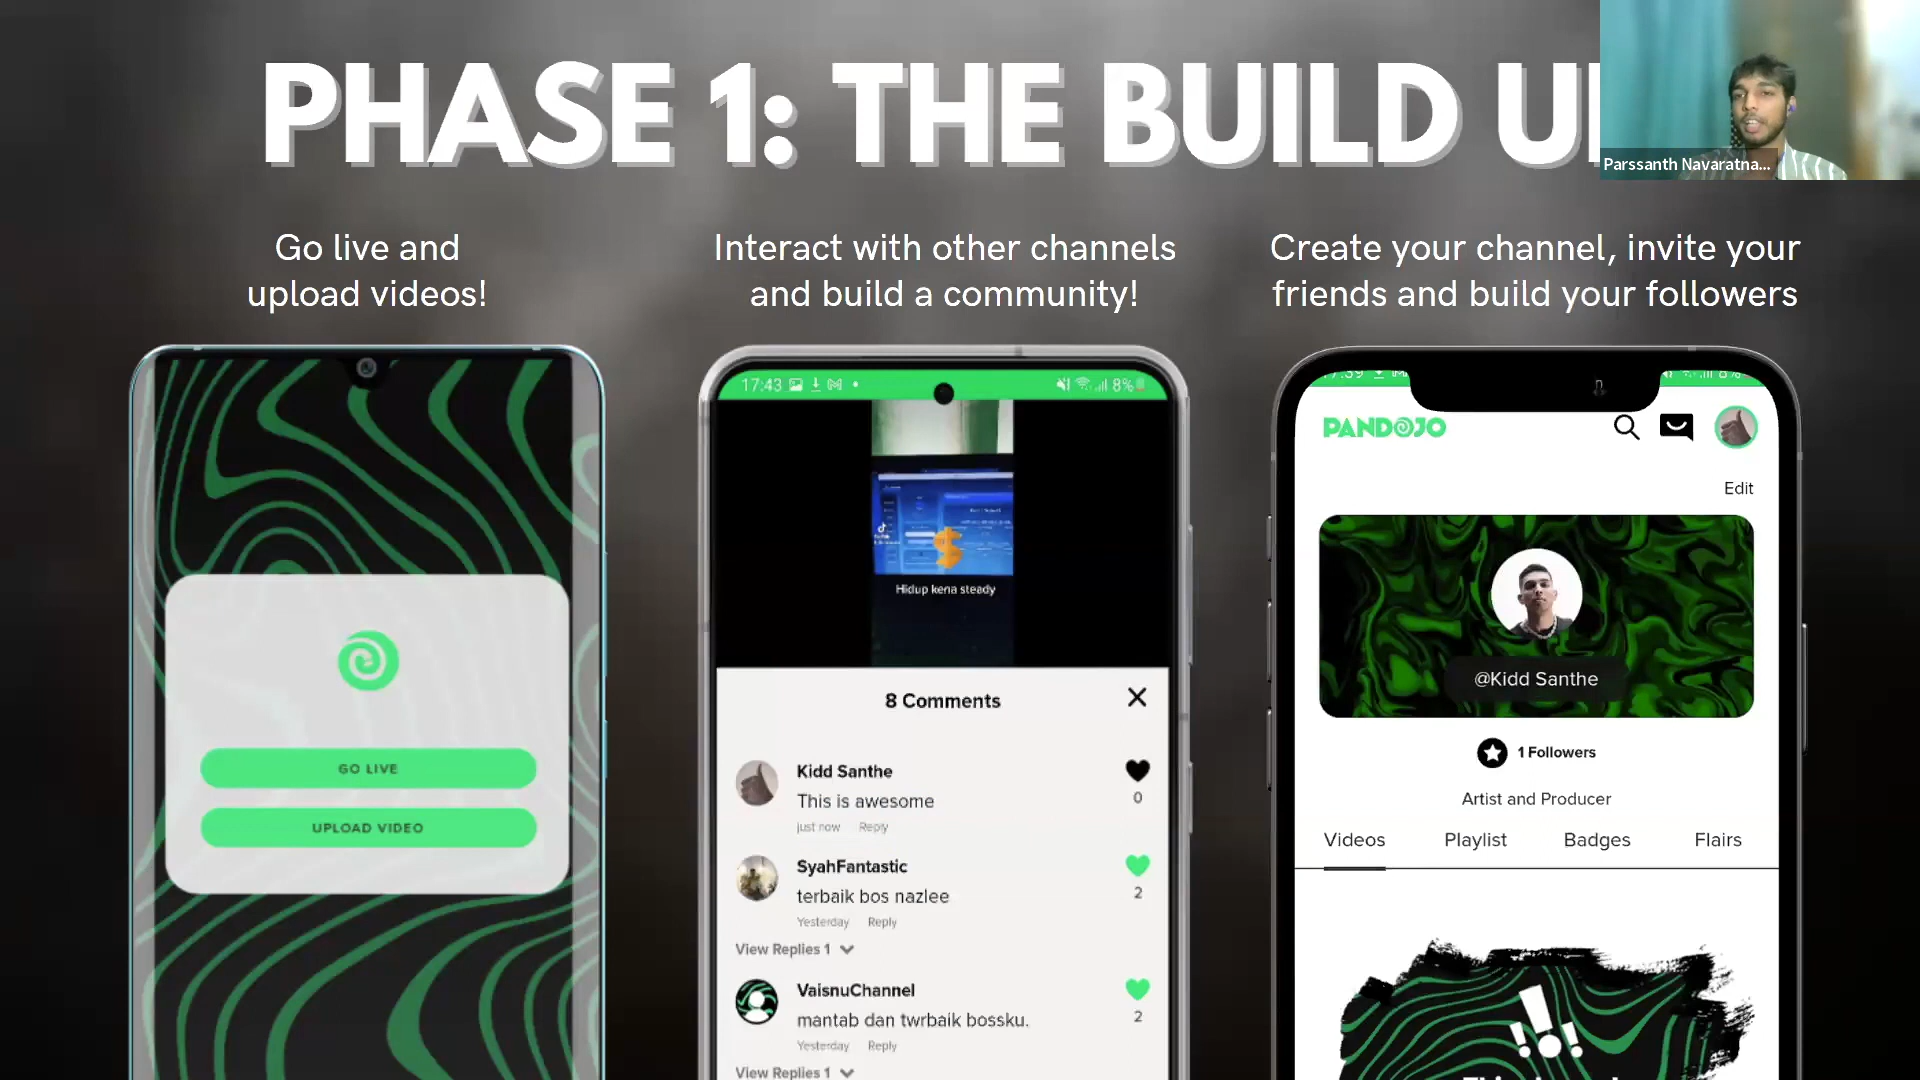 PHASE 1: THE BUILD U
Parssanth Navaratna...
Go live and
upload videos!
Interact with other channels
and build a community!
Create your channel, invite your
friends and build your followers
GO LIVE
UPLOAD VIDEO
17:43
8%
Hidup kena steady
8 Comments
Kidd Santhe
This is awesome
0
just now Reply
SyahFantastic
terbaik bos nazlee
2
Yesterday Reply
View Replies 1
VaisnuChannel
mantab dan twrbaik bossku.
2
Yesterday Reply
View Replies 1
PANDOJO
Edit
@Kidd Santhe
1 Followers
Artist and Producer
Videos Playlist Badges Flairs